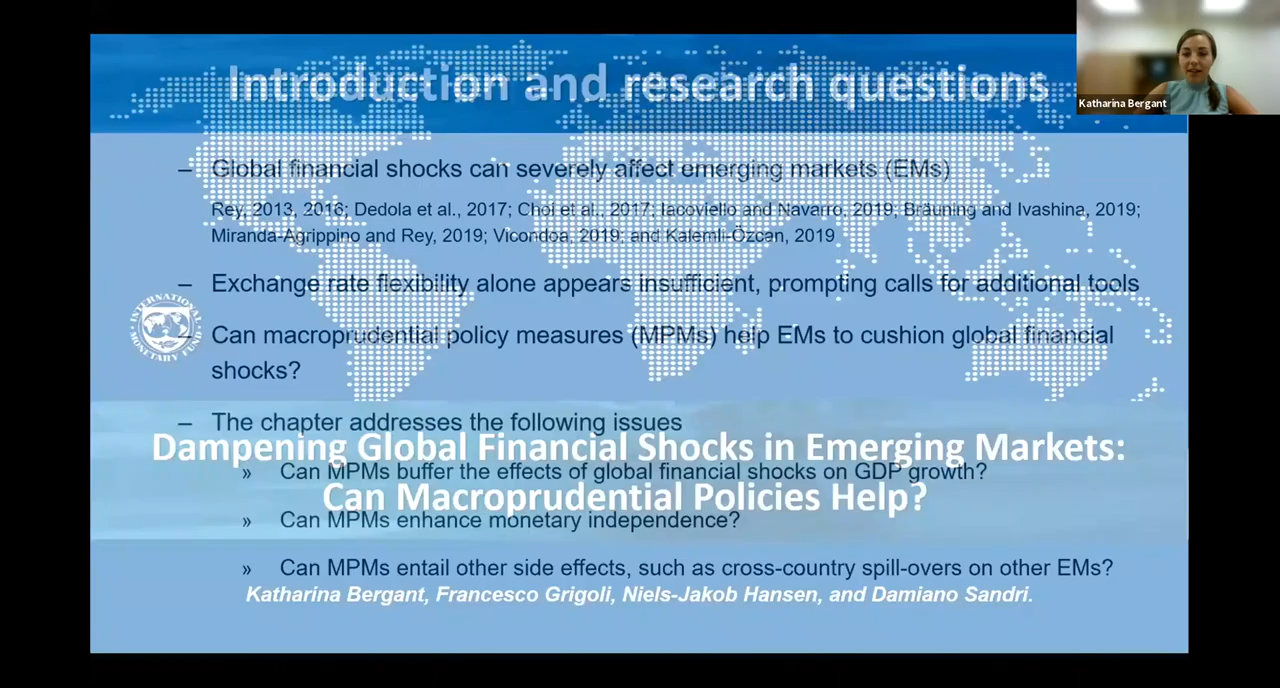 Introduction and research questions
Katharina Bergant
– Global financial shocks can severely affect emerging markets (EMs)
Rey, 2013, 2016; Dedola et al., 2017; Choi et al., 2017; Iacoviello and Navarro, 2019; Bräuning and Ivashina, 2019;
Miranda-Agrippino and Rey, 2019; Vicondoa, 2019; and Kalemli-Özcan, 2019
– Exchange rate flexibility alone appears insufficient, prompting calls for additional tools
INTERNATIONAL MONETARY FUND
– Can macroprudential policy measures (MPMs) help EMs to cushion global financial
shocks?
– The chapter addresses the following issues
Dampening Global Financial Shocks in Emerging Markets:
» Can MPMs buffer the effects of global financial shocks on GDP growth?
Can Macroprudential Policies Help?
» Can MPMs enhance monetary independence?
» Can MPMs entail other side effects, such as cross-country spill-overs on other EMs?
Katharina Bergant, Francesco Grigoli, Niels-Jakob Hansen, and Damiano Sandri.